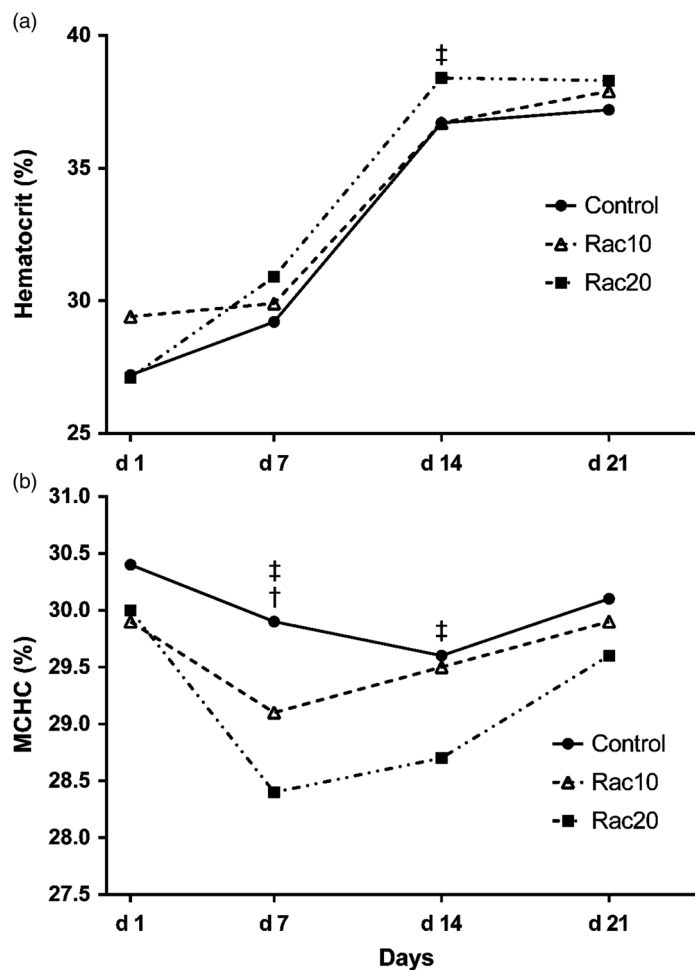 (a)
40
35
30
25
Hematocrit (%)
‡
Control
Rac10
Rac20
d 1 d 7 d 14 d 21
(b)
31.0
30.5
30.0
29.5
29.0
28.5
28.0
27.5
MCHC (%)
‡
†
‡
Control
Rac10
Rac20
d 1 d 7 d 14 d 21
Days